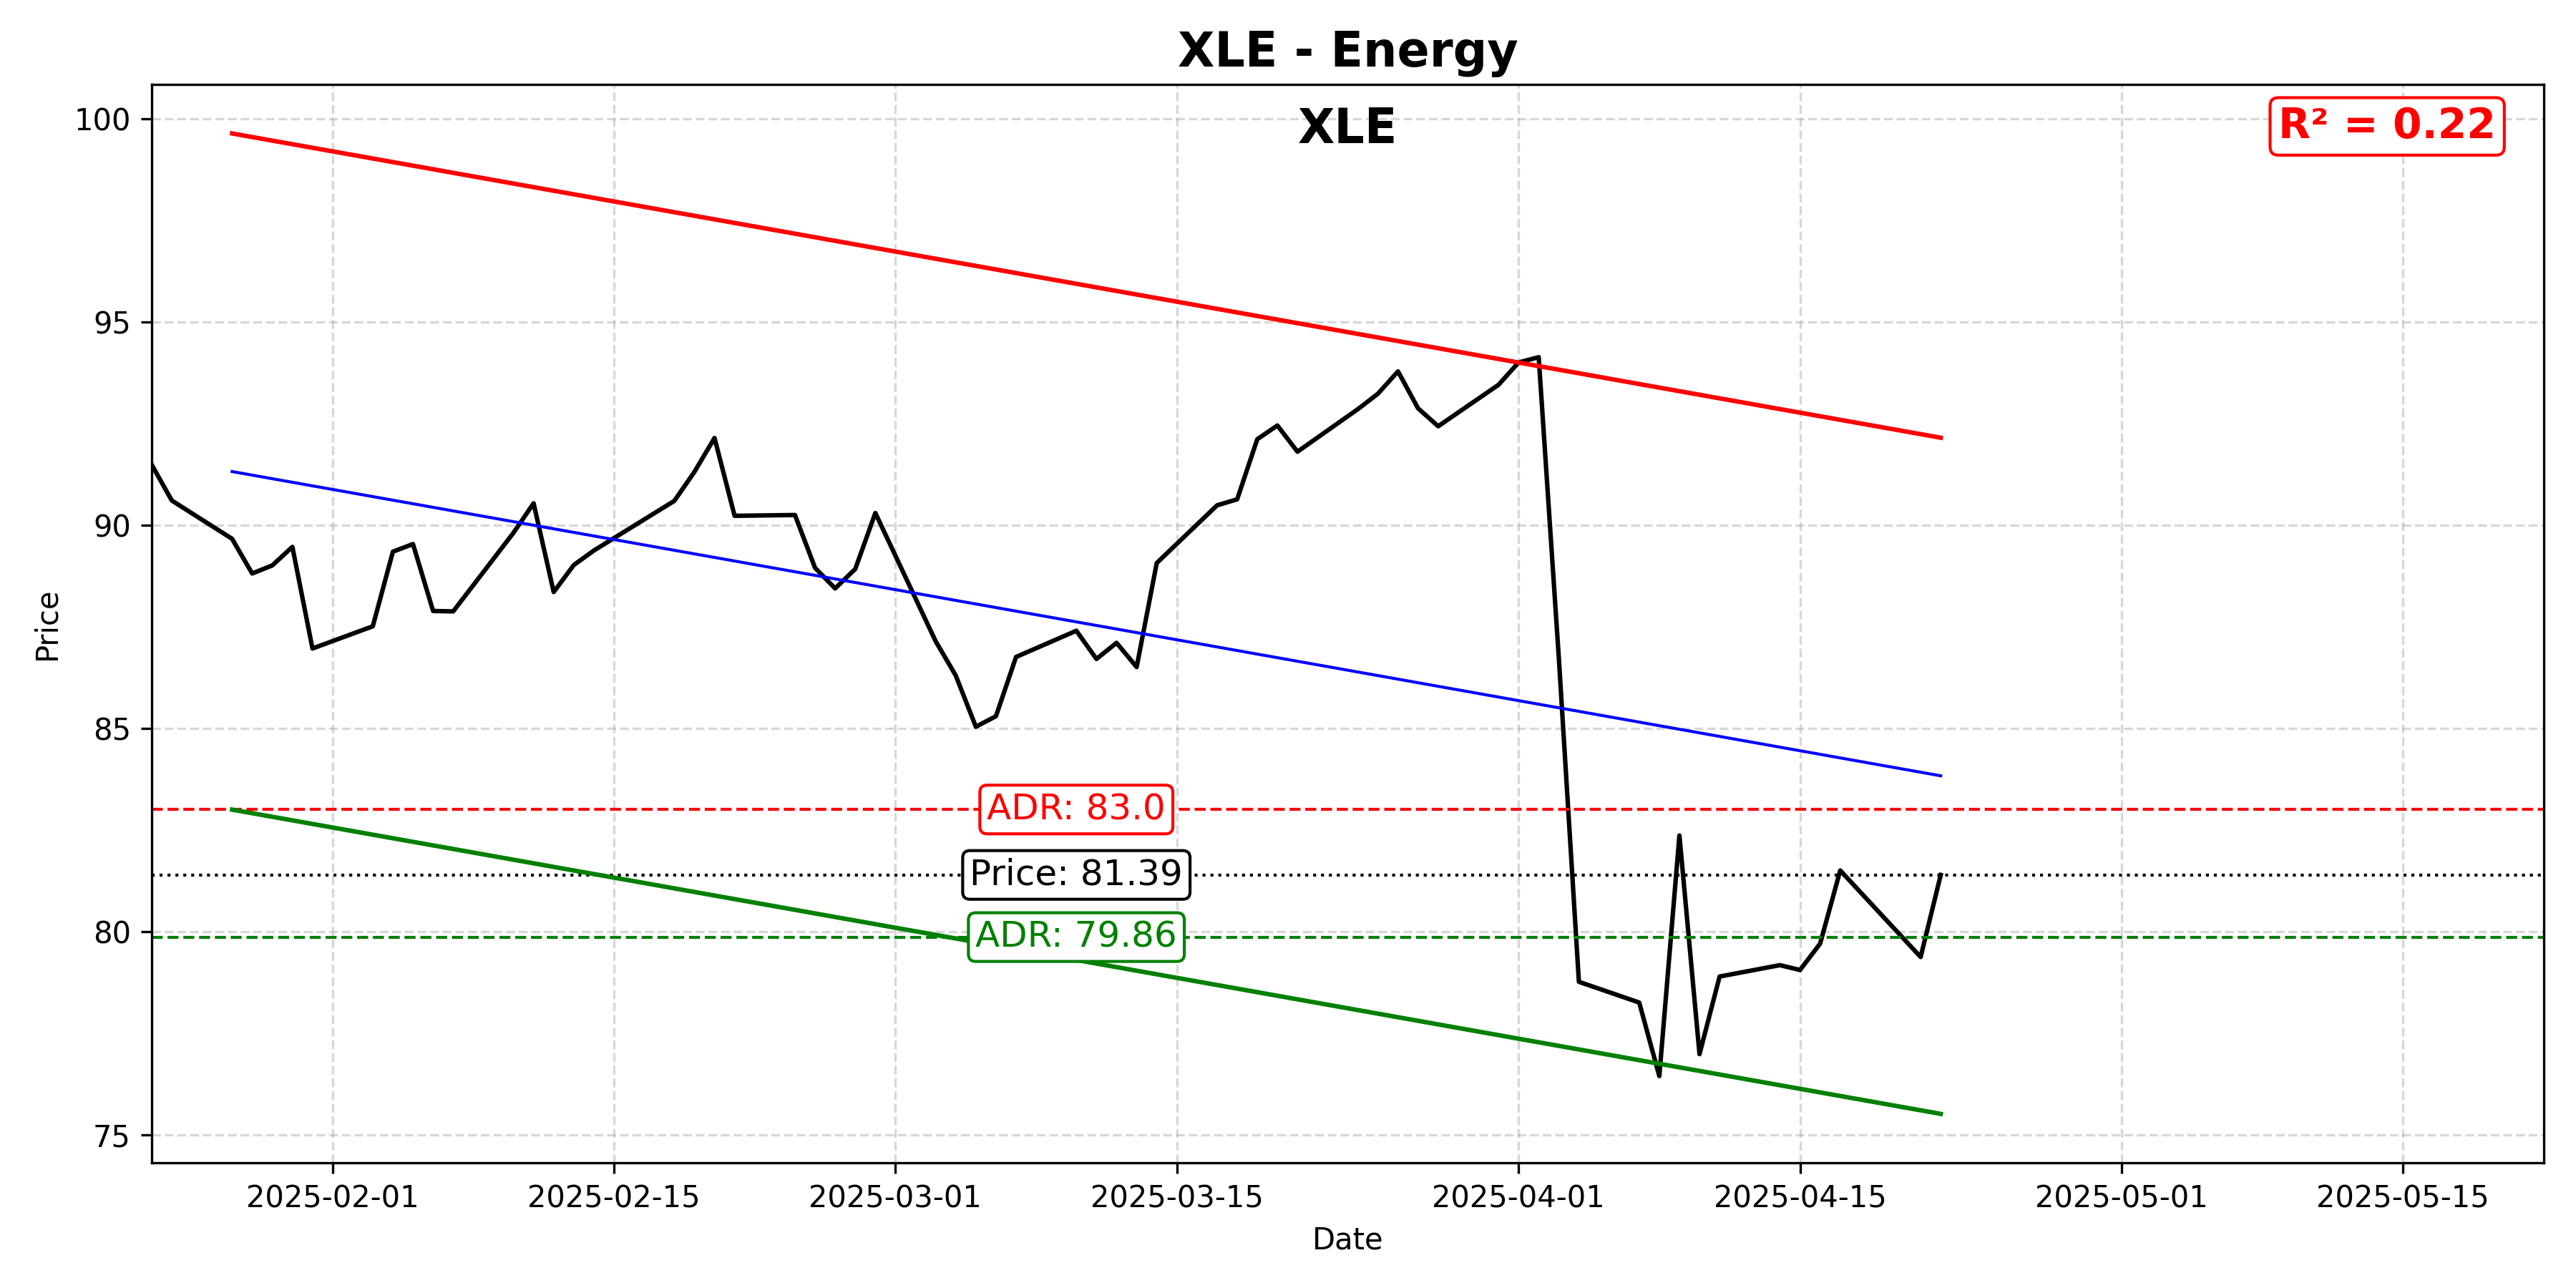 XLE - Energy
XLE
R² = 0.22
100
95
90
85
80
75
Price
ADR: 83.0
Price: 81.39
ADR: 79.86
2025-02-01
2025-02-15
2025-03-01
2025-03-15
2025-04-01
2025-04-15
2025-05-01
2025-05-15
Date